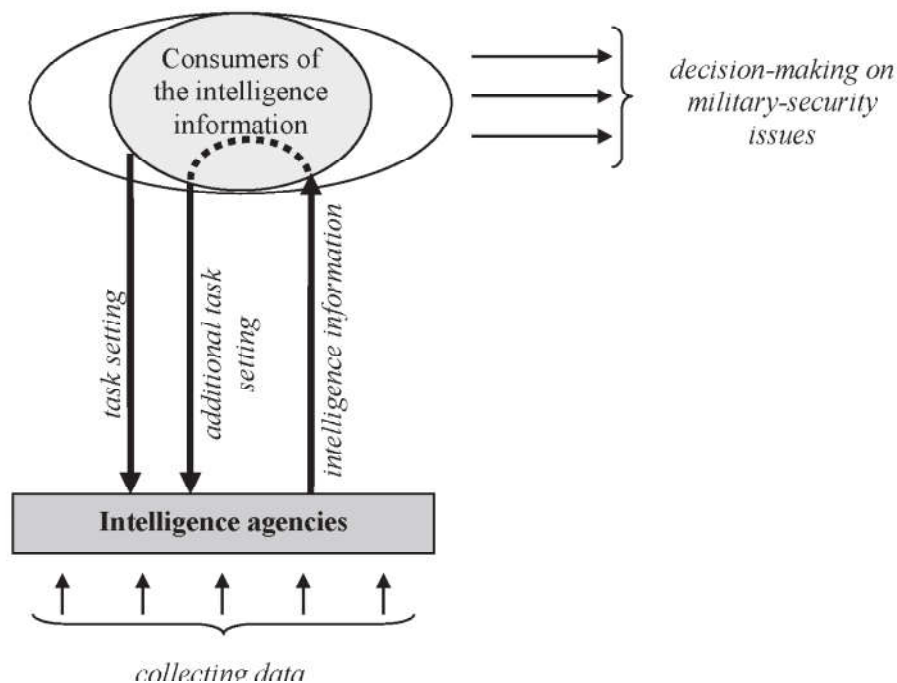 Consumers of
the intelligence
information
decision-making on
military-security
issues
task setting
additional task
setting
intelligence information
Intelligence agencies
collecting data